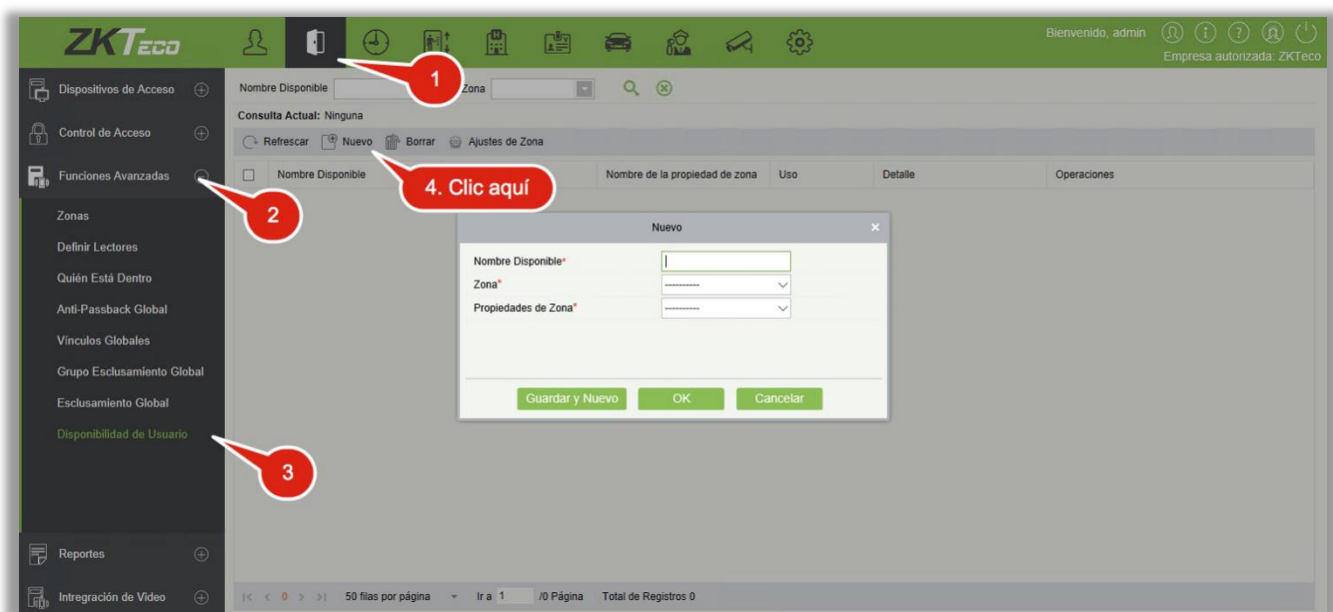 ZKTeco
Bienvenido, admin
Empresa autorizada: ZKTeco
1
Dispositivos de Acceso
Nombre Disponible
Zona
Consulta Actual: Ninguna
Control de Acceso
Refrescar Nuevo Borrar Ajustes de Zona
Funciones Avanzadas
Nombre Disponible
Nombre de la propiedad de zona Uso Detalle Operaciones
4. Clic aquí
2
Zonas
Definir Lectores
Quién Está Dentro
Anti-Passback Global
Vínculos Globales
Grupo Esclusamiento Global
Esclusamiento Global
Disponibilidad de Usuario
3
Nuevo
Nombre Disponible*
Zona* ----------
Propiedades de Zona* ----------
Guardar y Nuevo OK Cancelar
Reportes
Intregración de Video
|< < 0 > >| 50 filas por página Ir a 1 /0 Página Total de Registros 0